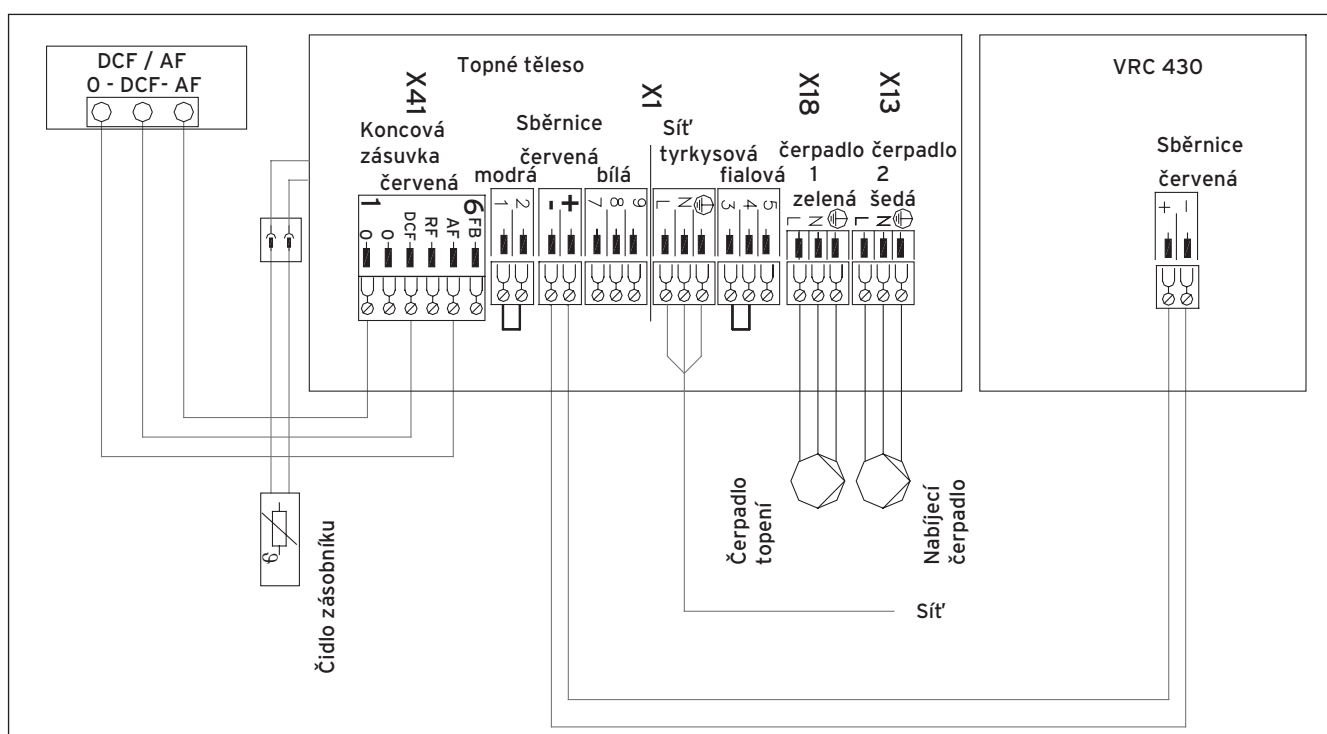 DCF / AF
0 - DCF- AF
Topné těleso
VRC 430
X41
X1
X18
X13
Koncová
zásuvka
červená
Sběrnice
červená
modrá
bílá
Síť
tyrkysová
fialová
čerpadlo
1
zelená
čerpadlo
2
šedá
Sběrnice
červená
1
6
0
0
DCF
RF
AF
FB
1
2
-
+
7
8
9
L
N
3
4
5
L
N
L
N
+
-
Čidlo zásobníku
ϑ
Čerpadlo
topení
Nabíjecí
čerpadlo
Síť